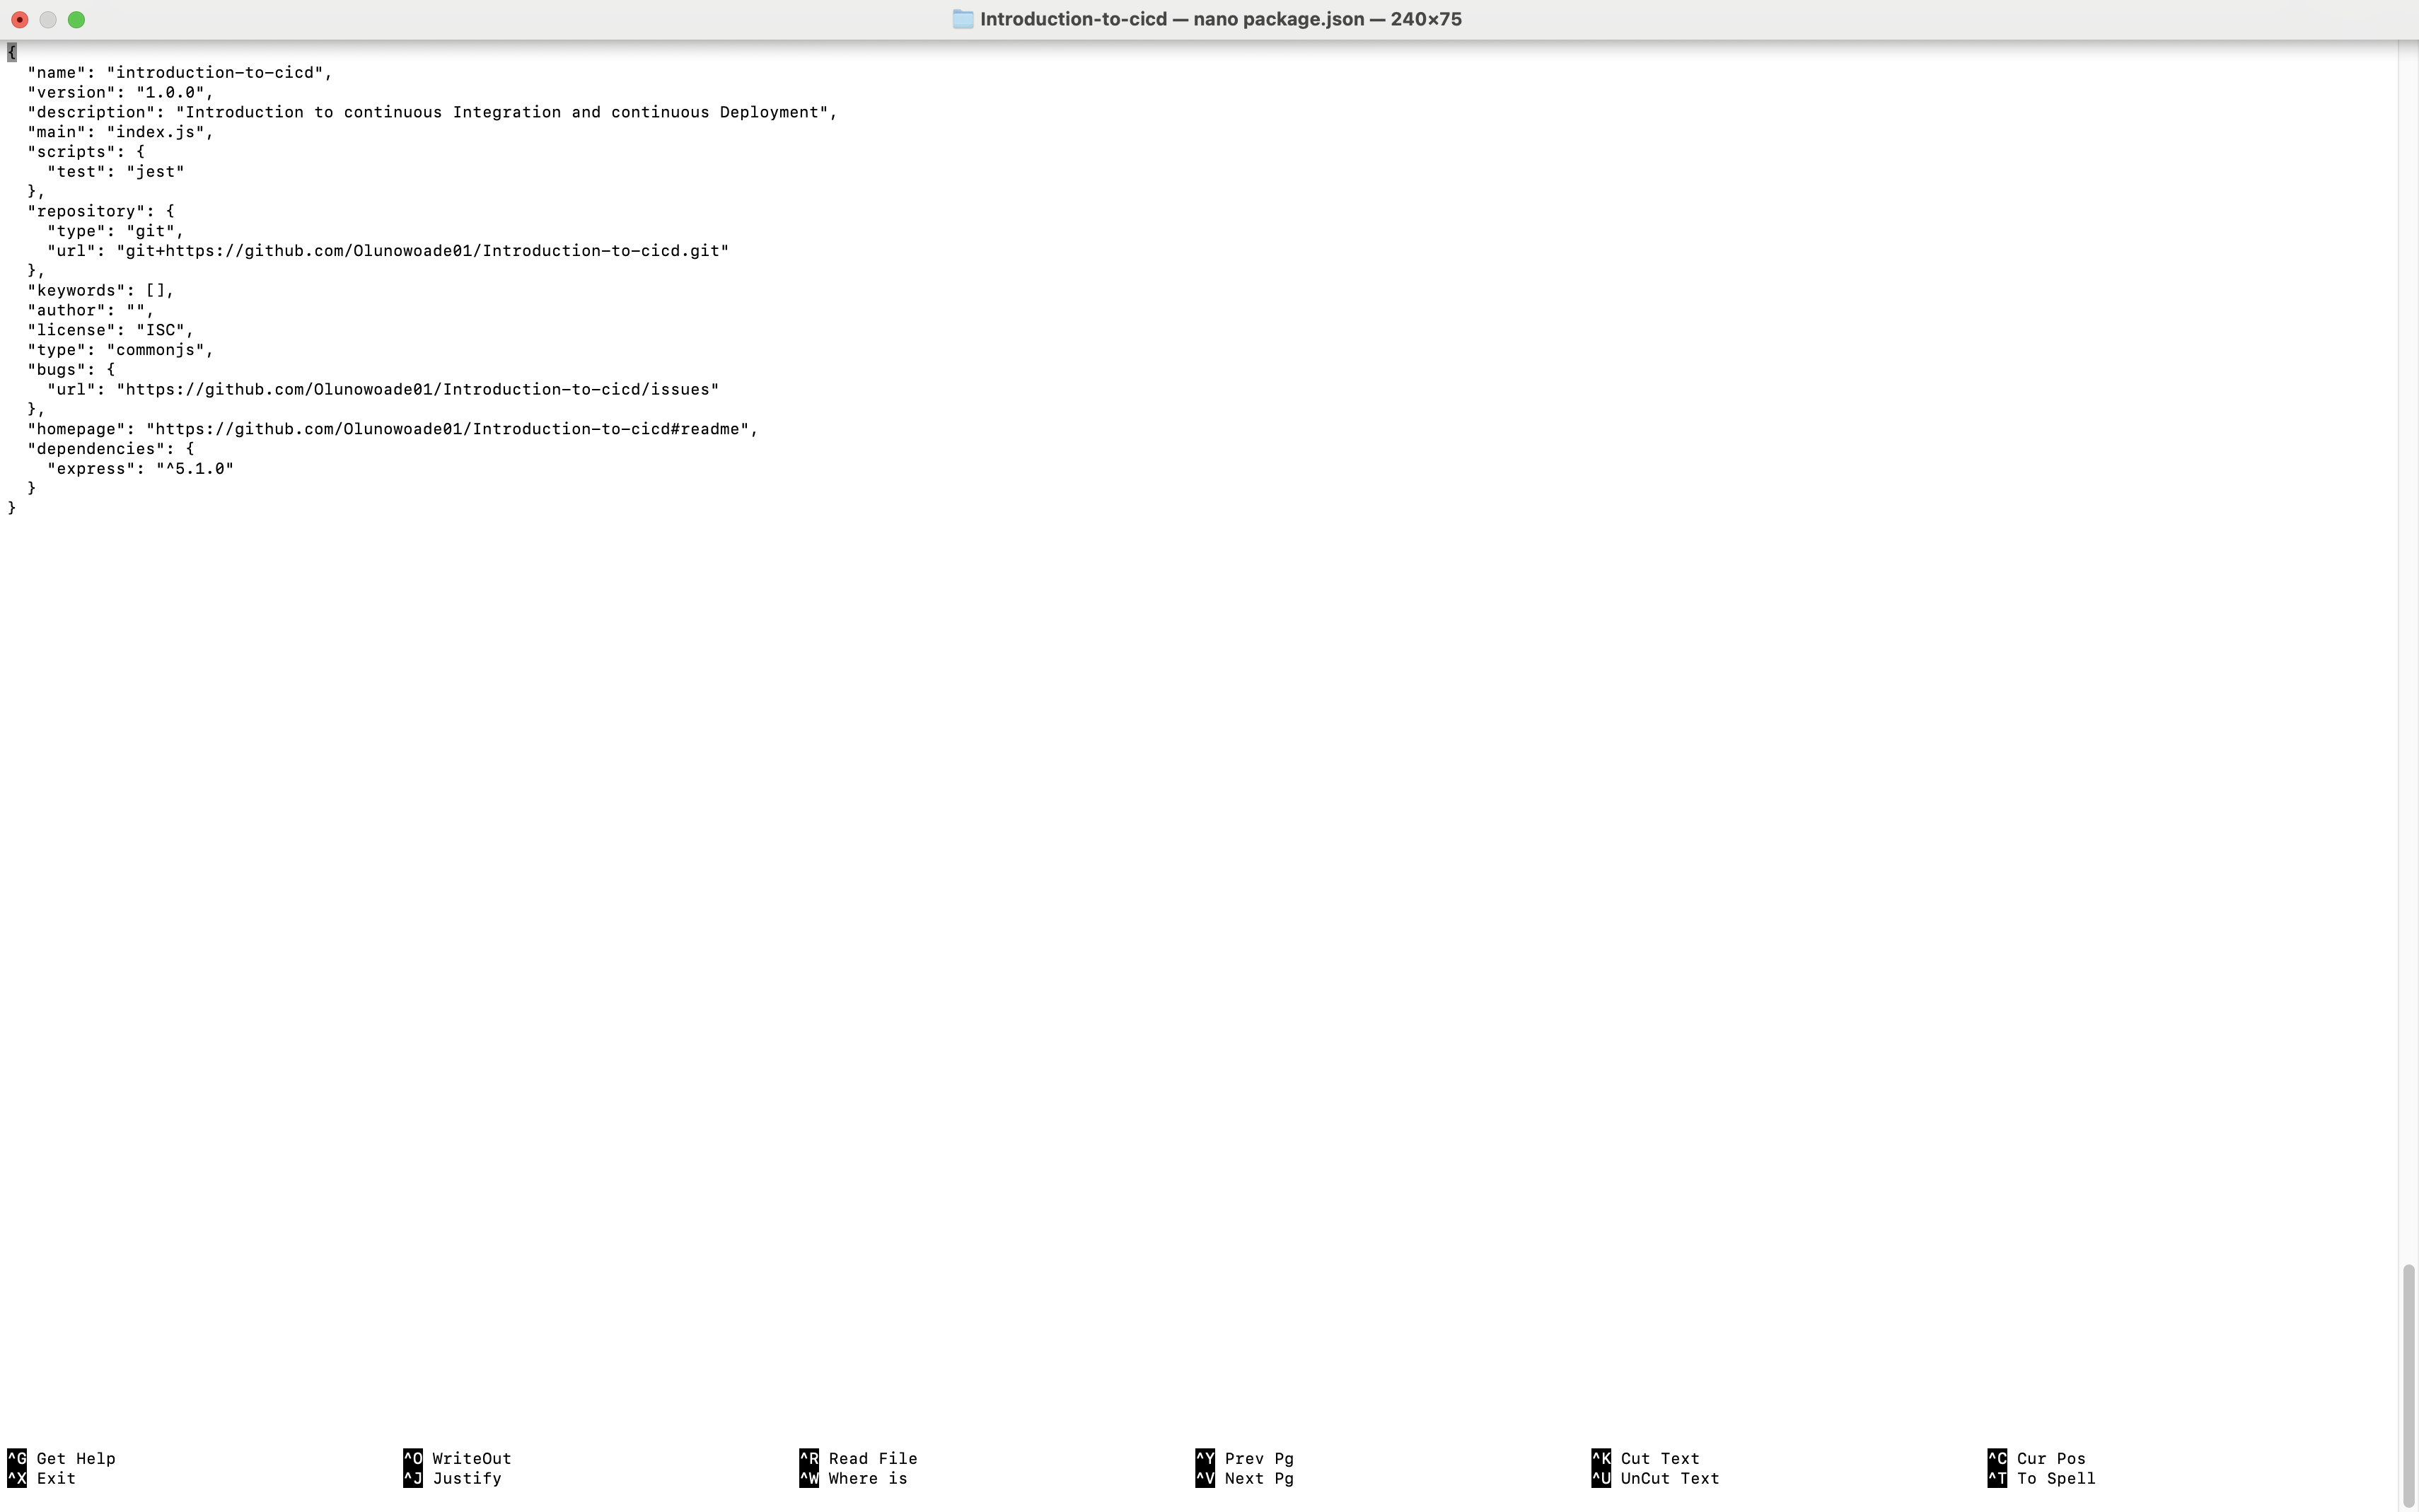 Introduction-to-cicd — nano package.json — 240×75
{
  "name": "introduction-to-cicd",
  "version": "1.0.0",
  "description": "Introduction to continuous Integration and continuous Deployment",
  "main": "index.js",
  "scripts": {
    "test": "jest"
  },
  "repository": {
    "type": "git",
    "url": "git+https://github.com/Olunowoade01/Introduction-to-cicd.git"
  },
  "keywords": [],
  "author": "",
  "license": "ISC",
  "type": "commonjs",
  "bugs": {
    "url": "https://github.com/Olunowoade01/Introduction-to-cicd/issues"
  },
  "homepage": "https://github.com/Olunowoade01/Introduction-to-cicd#readme",
  "dependencies": {
    "express": "^5.1.0"
  }
}
^G Get Help ^O WriteOut ^R Read File ^Y Prev Pg ^K Cut Text ^C Cur Pos
^X Exit ^J Justify ^W Where is ^V Next Pg ^U UnCut Text ^T To Spell